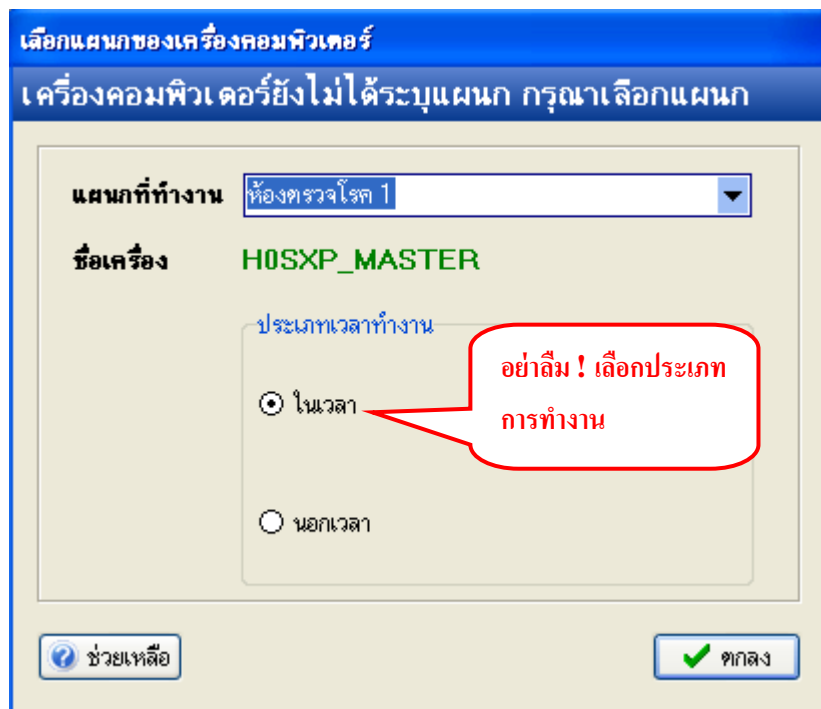 เลือกแผนกของเครื่องคอมพิวเตอร์
เครื่องคอมพิวเตอร์ยังไม่ได้ระบุแผนก กรุณาเลือกแผนก
แผนกที่ทำงาน ห้องตรวจโรค 1
ชื่อเครื่อง H0SXP_MASTER
ประเภทเวลาทำงาน
อย่าลืม ! เลือกประเภท
การทำงาน
ในเวลา
นอกเวลา
ช่วยเหลือ
ตกลง